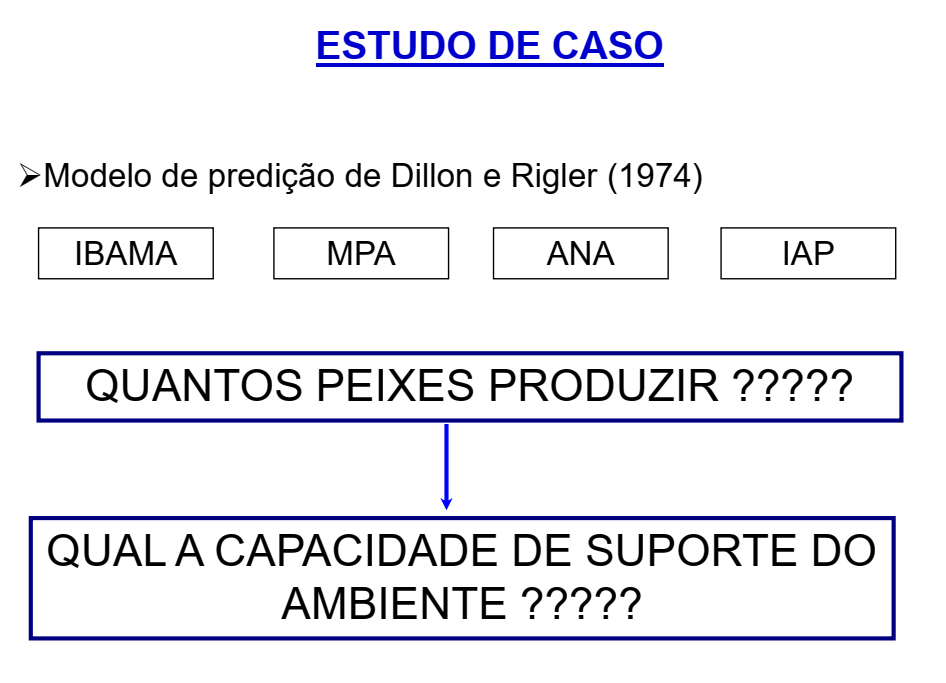 ESTUDO DE CASO
➢Modelo de predição de Dillon e Rigler (1974)
IBAMA MPA ANA IAP
QUANTOS PEIXES PRODUZIR ?????
QUAL A CAPACIDADE DE SUPORTE DO
AMBIENTE ?????